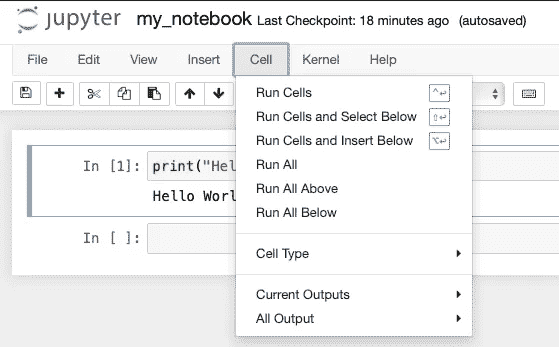 jupyter my_notebook Last Checkpoint: 18 minutes ago (autosaved)
File Edit View Insert Cell Kernel Help
Run Cells ^↵
Run Cells and Select Below ⇧↵
Run Cells and Insert Below ⌥↵
Run All
Run All Above
Run All Below
Cell Type
Current Outputs
All Output
In [1]: print("Hel
Hello Worl
In [ ]: